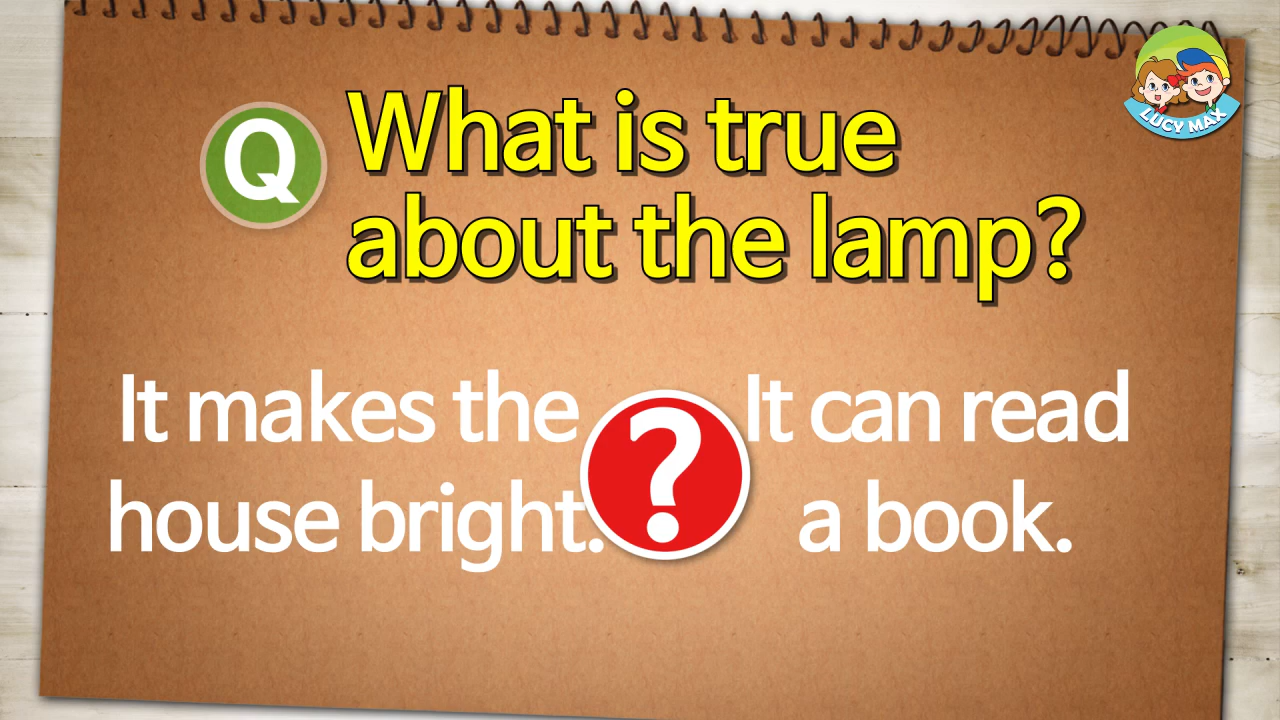 Q
What is true
about the lamp?
It makes the
house bright.
?
It can read
a book.
LUCY MAX